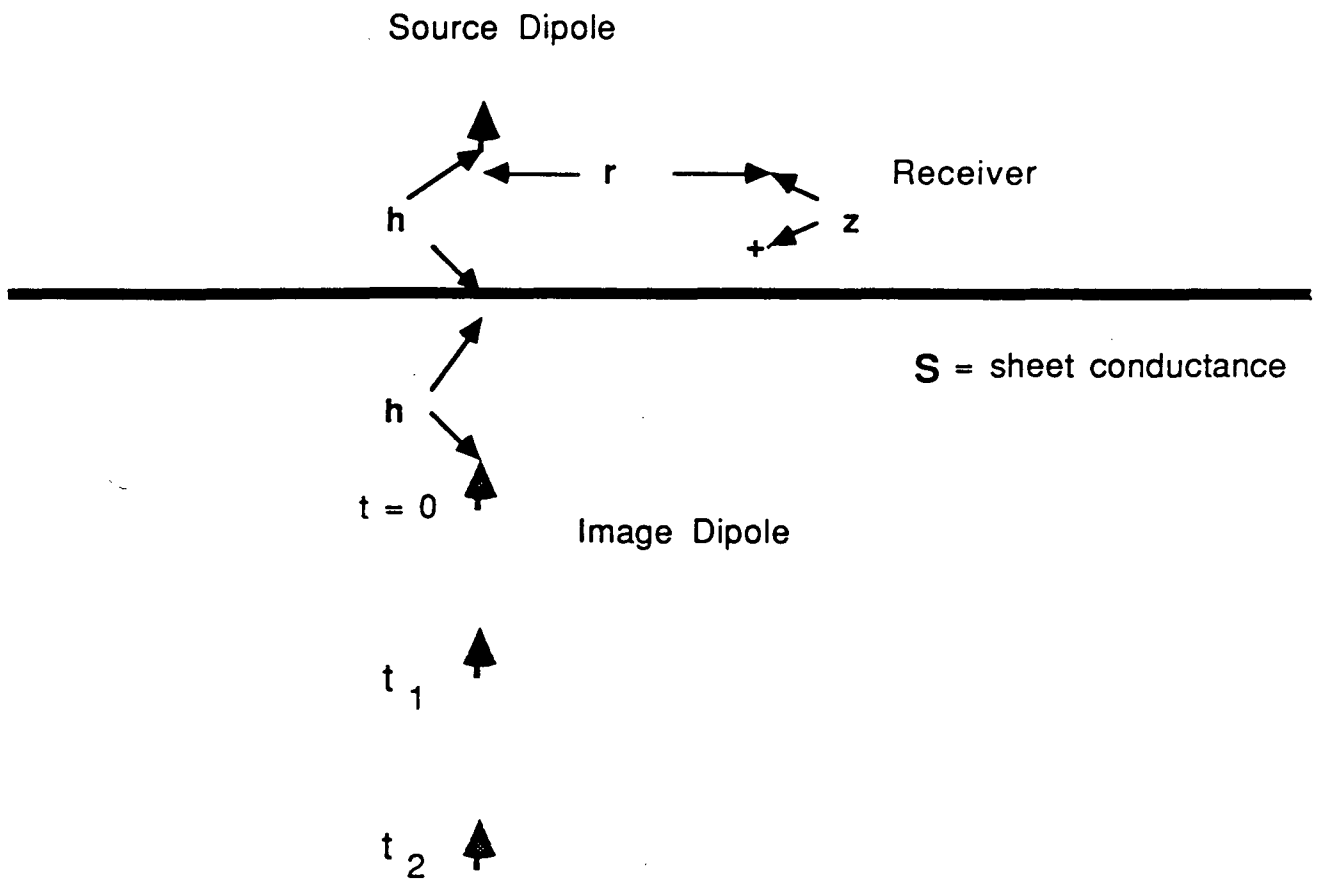 Source Dipole
r
Receiver
h
z
+
S = sheet conductance
h
t = 0
Image Dipole
t 1
t 2